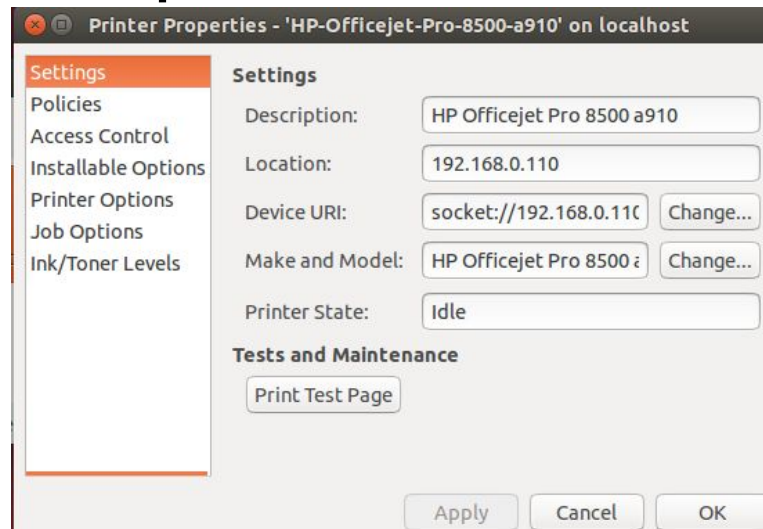 Printer Properties - 'HP-Officejet-Pro-8500-a910' on localhost
Settings
Policies
Access Control
Installable Options
Printer Options
Job Options
Ink/Toner Levels
Settings
Description: HP Officejet Pro 8500 a910
Location: 192.168.0.110
Device URI: socket://192.168.0.110 Change...
Make and Model: HP Officejet Pro 8500 a Change...
Printer State: Idle
Tests and Maintenance
Print Test Page
Apply Cancel OK